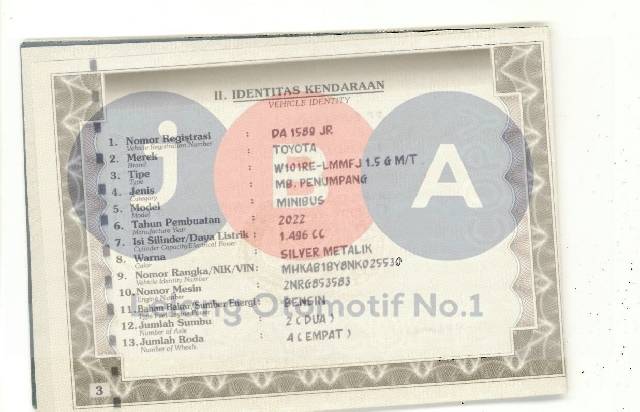 II. IDENTITAS KENDARAAN
VEHICLE IDENTITY
1. Nomor Registrasi : DA 1589 JR
Vehicle Registration Number
2. Merek : TOYOTA
Brand
3. Tipe : W101RE-LMMFJ 1.5 G M/T
Type
4. Jenis : MB. PENUMPANG
Category
5. Model : MINIBUS
Model
6. Tahun Pembuatan : 2022
Manufacture Year
7. Isi Silinder/Daya Listrik : 1.496 CC
Cylinder Capacity/Electrical Power
8. Warna : SILVER METALIK
Color
9. Nomor Rangka/NIK/VIN : MHKAB1BY8NK025530
Vehicle Identity Number
10. Nomor Mesin : 2NRG853583
Engine Number
11. Bahan Bakar/Sumber Energi : BENSIN
12. Jumlah Sumbu : 2 ( DUA )
Number of Axle
13. Jumlah Roda : 4 ( EMPAT )
Number of Wheels
3
J B A
Lelang Otomotif No.1